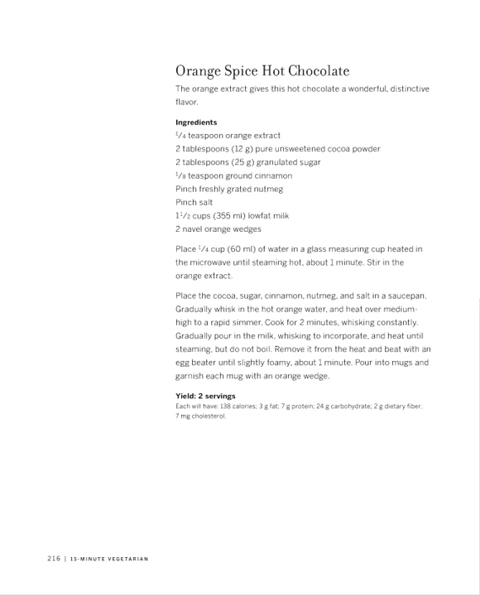 Orange Spice Hot Chocolate
The orange extract gives this hot chocolate a wonderful, distinctive
flavor.
Ingredients
1/4 teaspoon orange extract
2 tablespoons (12 g) pure unsweetened cocoa powder
2 tablespoons (25 g) granulated sugar
1/8 teaspoon ground cinnamon
Pinch freshly grated nutmeg
Pinch salt
1 1/2 cups (355 ml) lowfat milk
2 navel orange wedges
Place 1/4 cup (60 ml) of water in a glass measuring cup heated in
the microwave until steaming hot, about 1 minute. Stir in the
orange extract.
Place the cocoa, sugar, cinnamon, nutmeg, and salt in a saucepan.
Gradually whisk in the hot orange water, and heat over medium-
high to a rapid simmer. Cook for 2 minutes, whisking constantly.
Gradually pour in the milk, whisking to incorporate, and heat until
steaming, but do not boil. Remove it from the heat and beat with an
egg beater until slightly foamy, about 1 minute. Pour into mugs and
garnish each mug with an orange wedge.
Yield: 2 servings
Each will have: 138 calories; 3 g fat; 7 g protein; 24 g carbohydrate; 2 g dietary fiber;
7 mg cholesterol.
216 | 15-MINUTE VEGETARIAN